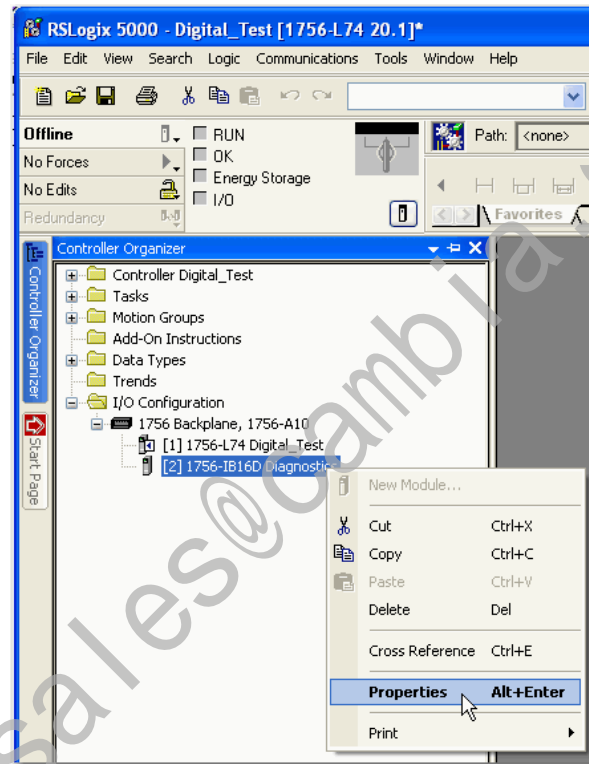 RSLogix 5000 - Digital_Test [1756-L74 20.1]*
File Edit View Search Logic Communications Tools Window Help
Offline
RUN
Path: <none>
No Forces
OK
No Edits
Energy Storage
Redundancy
I/O
Favorites
Controller Organizer
Controller Organizer
Start Page
Controller Digital_Test
Tasks
Motion Groups
Add-On Instructions
Data Types
Trends
I/O Configuration
1756 Backplane, 1756-A10
[1] 1756-L74 Digital_Test
[2] 1756-IB16D Diagnostics
New Module...
Cut Ctrl+X
Copy Ctrl+C
Paste Ctrl+V
Delete Del
Cross Reference Ctrl+E
Properties Alt+Enter
Print
sales@cambia.